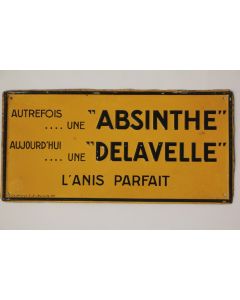 AUTREFOIS
.... UNE "ABSINTHE"
AUJOURD'HUI
.... UNE "DELAVELLE"
L'ANIS PARFAIT